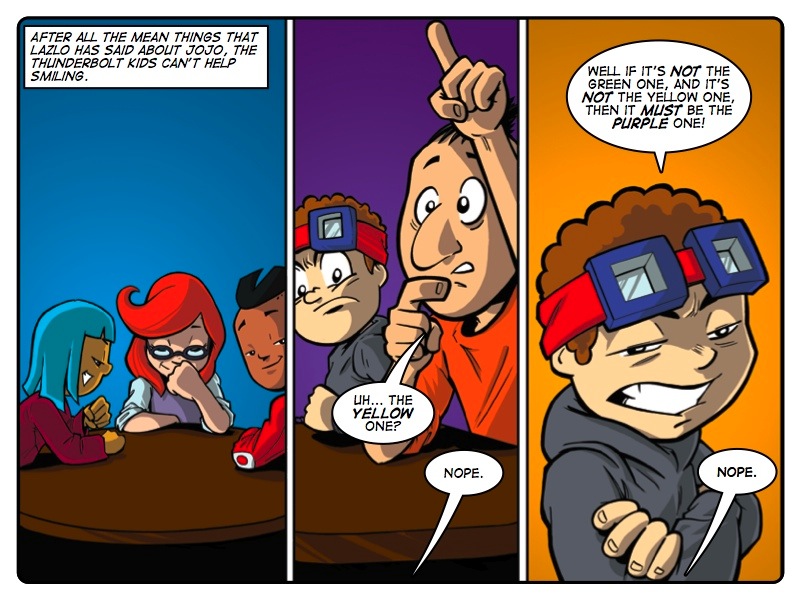 AFTER ALL THE MEAN THINGS THAT
LAZLO HAS SAID ABOUT JOJO, THE
THUNDERBOLT KIDS CAN'T HELP
SMILING.
UH... THE
YELLOW
ONE?
NOPE.
WELL IF IT'S NOT THE
GREEN ONE, AND IT'S
NOT THE YELLOW ONE,
THEN IT MUST BE THE
PURPLE ONE!
NOPE.